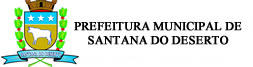 PREFEITURA MUNICIPAL DE
SANTANA DO DESERTO